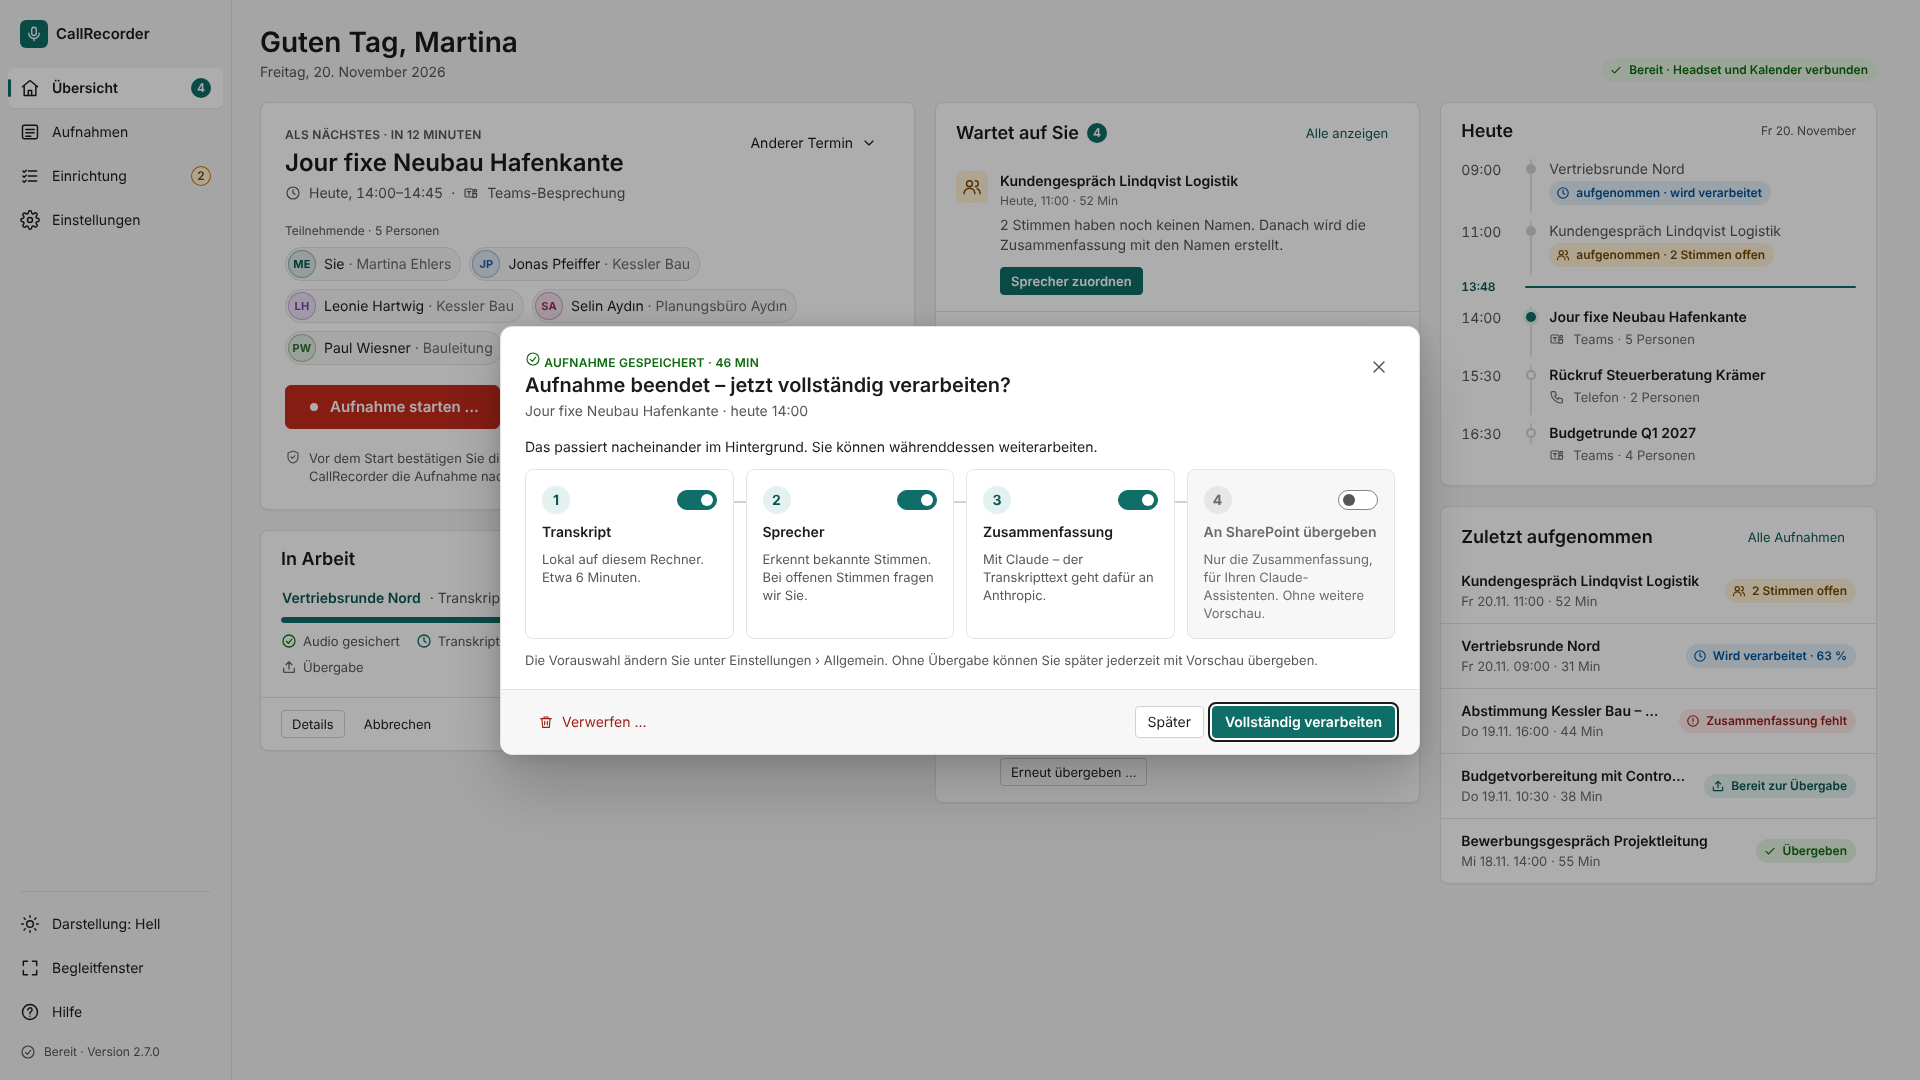 CallRecorder
Übersicht 4
Aufnahmen
Einrichtung 2
Einstellungen
Darstellung: Hell
Begleitfenster
Hilfe
Bereit · Version 2.7.0
Guten Tag, Martina
Freitag, 20. November 2026
Bereit · Headset und Kalender verbunden
ALS NÄCHSTES · IN 12 MINUTEN
Anderer Termin
Jour fixe Neubau Hafenkante
Heute, 14:00–14:45 · Teams-Besprechung
Teilnehmende · 5 Personen
ME Sie · Martina Ehlers
JP Jonas Pfeiffer · Kessler Bau
LH Leonie Hartwig · Kessler Bau
SA Selin Aydın · Planungsbüro Aydın
PW Paul Wiesner · Bauleitung
Aufnahme starten ...
Vor dem Start bestätigen Sie di
CallRecorder die Aufnahme nac
In Arbeit
Vertriebsrunde Nord · Transkrip
Audio gesichert Transkript
Übergabe
Details Abbrechen
Wartet auf Sie 4
Alle anzeigen
Kundengespräch Lindqvist Logistik
Heute, 11:00 · 52 Min
2 Stimmen haben noch keinen Namen. Danach wird die
Zusammenfassung mit den Namen erstellt.
Sprecher zuordnen
Erneut übergeben ...
AUFNAHME GESPEICHERT · 46 MIN
Aufnahme beendet – jetzt vollständig verarbeiten?
Jour fixe Neubau Hafenkante · heute 14:00
Das passiert nacheinander im Hintergrund. Sie können währenddessen weiterarbeiten.
1
Transkript
Lokal auf diesem Rechner.
Etwa 6 Minuten.
2
Sprecher
Erkennt bekannte Stimmen.
Bei offenen Stimmen fragen
wir Sie.
3
Zusammenfassung
Mit Claude – der
Transkripttext geht dafür an
Anthropic.
4
An SharePoint übergeben
Nur die Zusammenfassung,
für Ihren Claude-
Assistenten. Ohne weitere
Vorschau.
Die Vorauswahl ändern Sie unter Einstellungen › Allgemein. Ohne Übergabe können Sie später jederzeit mit Vorschau übergeben.
Verwerfen ...
Später
Vollständig verarbeiten
Heute
Fr 20. November
09:00 Vertriebsrunde Nord
aufgenommen · wird verarbeitet
11:00 Kundengespräch Lindqvist Logistik
aufgenommen · 2 Stimmen offen
13:48
14:00 Jour fixe Neubau Hafenkante
Teams · 5 Personen
15:30 Rückruf Steuerberatung Krämer
Telefon · 2 Personen
16:30 Budgetrunde Q1 2027
Teams · 4 Personen
Zuletzt aufgenommen
Alle Aufnahmen
Kundengespräch Lindqvist Logistik
Fr 20.11. 11:00 · 52 Min
2 Stimmen offen
Vertriebsrunde Nord
Fr 20.11. 09:00 · 31 Min
Wird verarbeitet · 63 %
Abstimmung Kessler Bau – ...
Do 19.11. 16:00 · 44 Min
Zusammenfassung fehlt
Budgetvorbereitung mit Contro...
Do 19.11. 10:30 · 38 Min
Bereit zur Übergabe
Bewerbungsgespräch Projektleitung
Mi 18.11. 14:00 · 55 Min
Übergeben